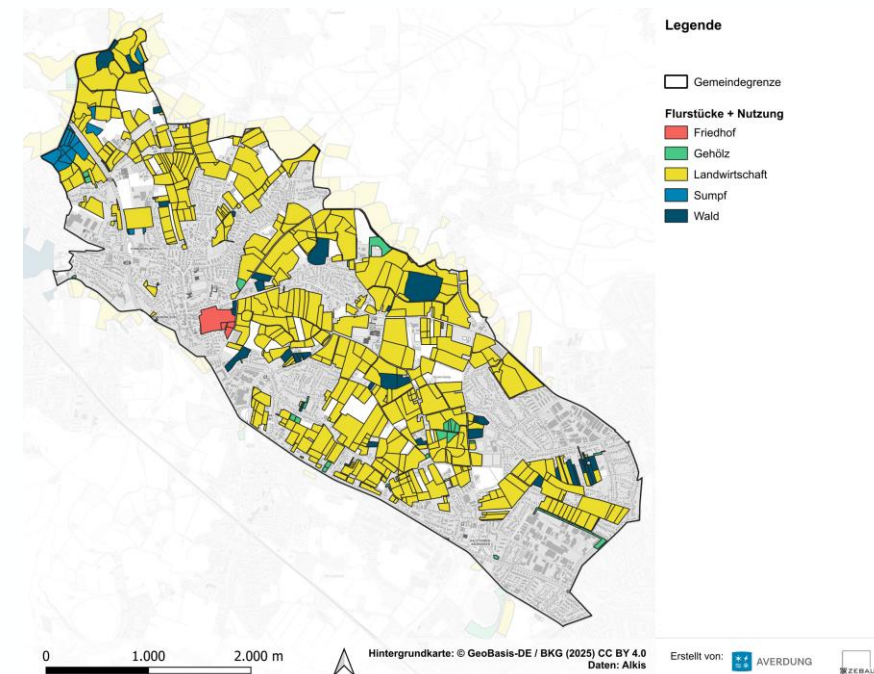 Legende
Gemeindegrenze
Flurstücke + Nutzung
Friedhof
Gehölz
Landwirtschaft
Sumpf
Wald
0 1.000 2.000 m
Hintergrundkarte: © GeoBasis-DE / BKG (2025) CC BY 4.0
Daten: Alkis
Erstellt von:
AVERDUNG
ZEBAU